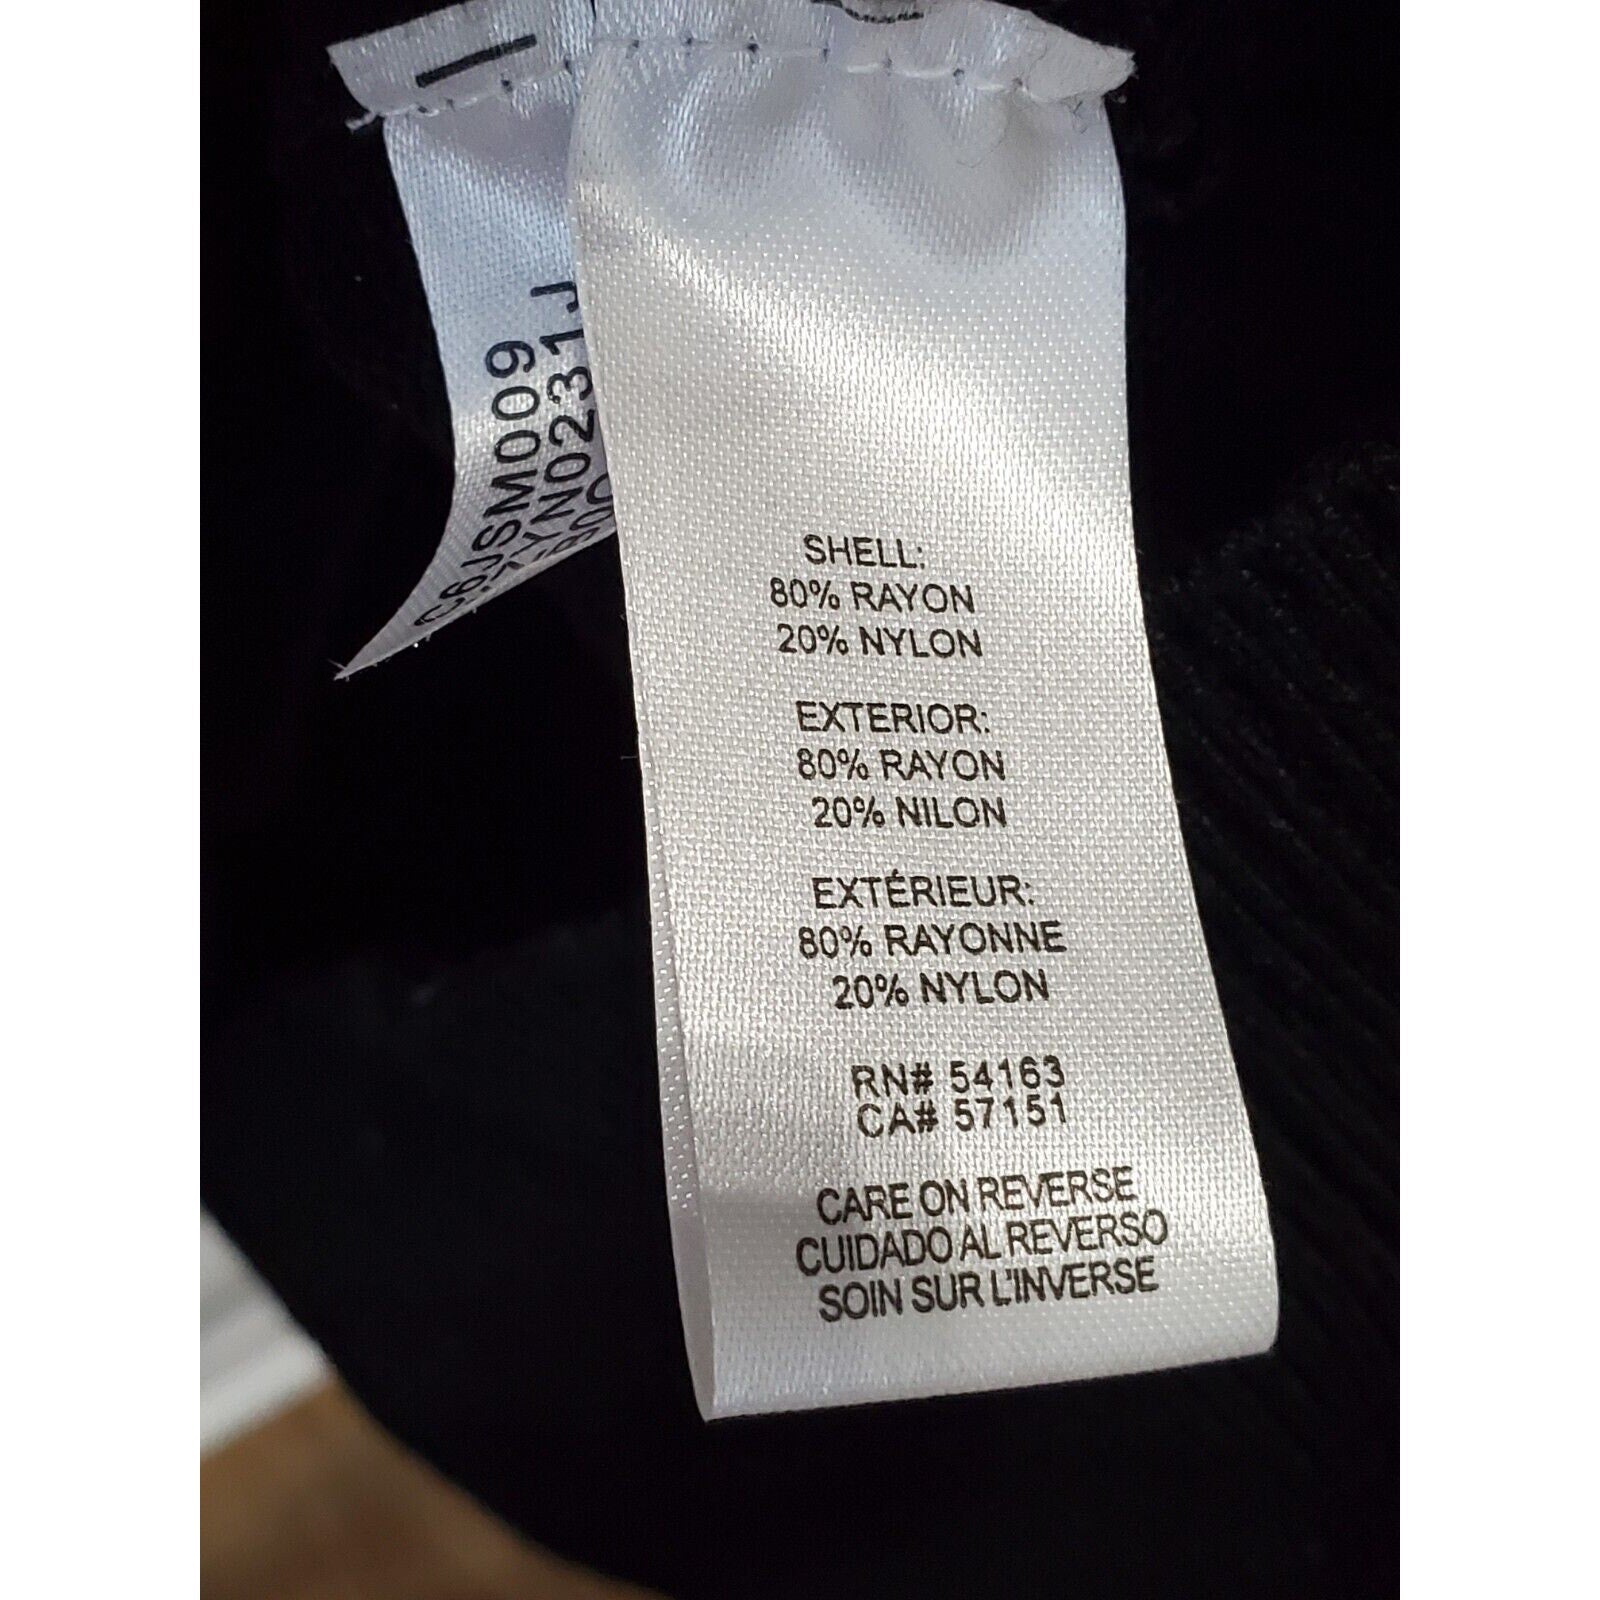 C6JSM009
YN0231J
SHELL:
80% RAYON
20% NYLON
EXTERIOR:
80% RAYON
20% NILON
EXTÉRIEUR:
80% RAYONNE
20% NYLON
RN# 54163
CA# 57151
CARE ON REVERSE
CUIDADO AL REVERSO
SOIN SUR L'INVERSE